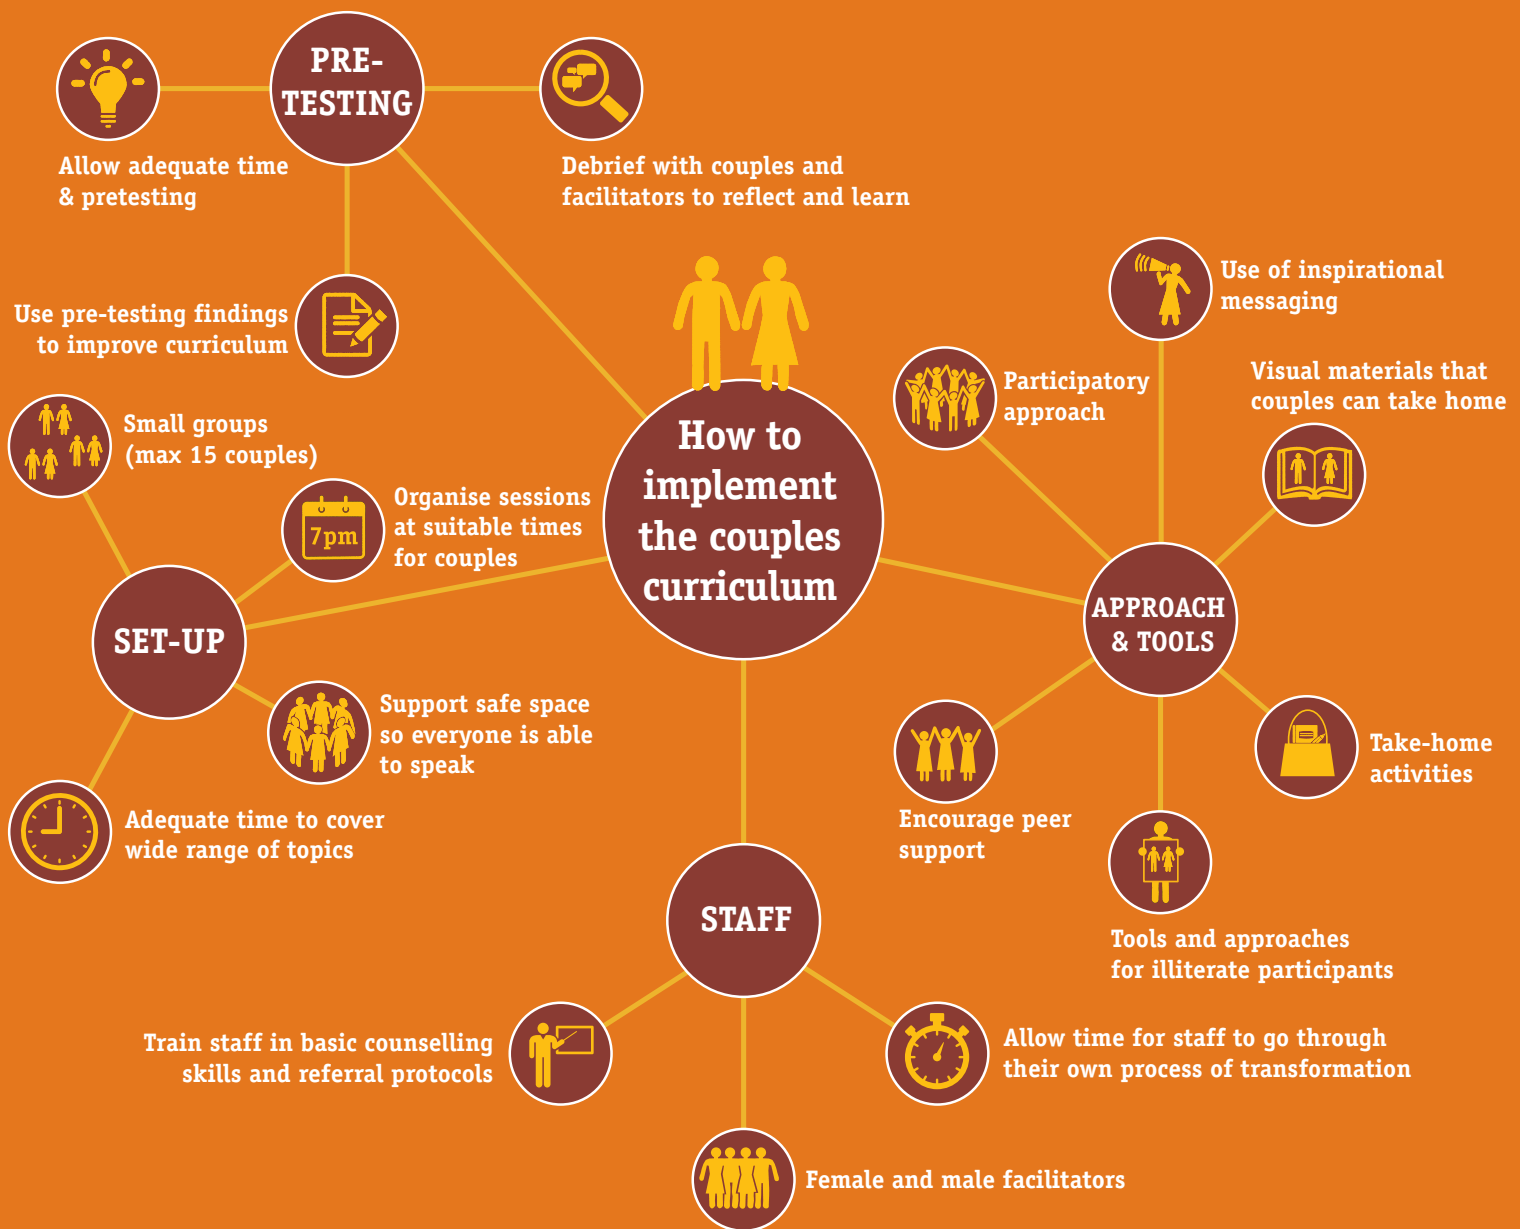 PRE-
TESTING
Allow adequate time
& pretesting
Debrief with couples and
facilitators to reflect and learn
Use pre-testing findings
to improve curriculum
How to
implement
the couples
curriculum
Small groups
(max 15 couples)
7pm
Organise sessions
at suitable times
for couples
SET-UP
Support safe space
so everyone is able
to speak
Adequate time to cover
wide range of topics
Use of inspirational
messaging
Participatory
approach
Visual materials that
couples can take home
APPROACH
& TOOLS
Encourage peer
support
Take-home
activities
Tools and approaches
for illiterate participants
STAFF
Train staff in basic counselling
skills and referral protocols
Allow time for staff to go through
their own process of transformation
Female and male facilitators